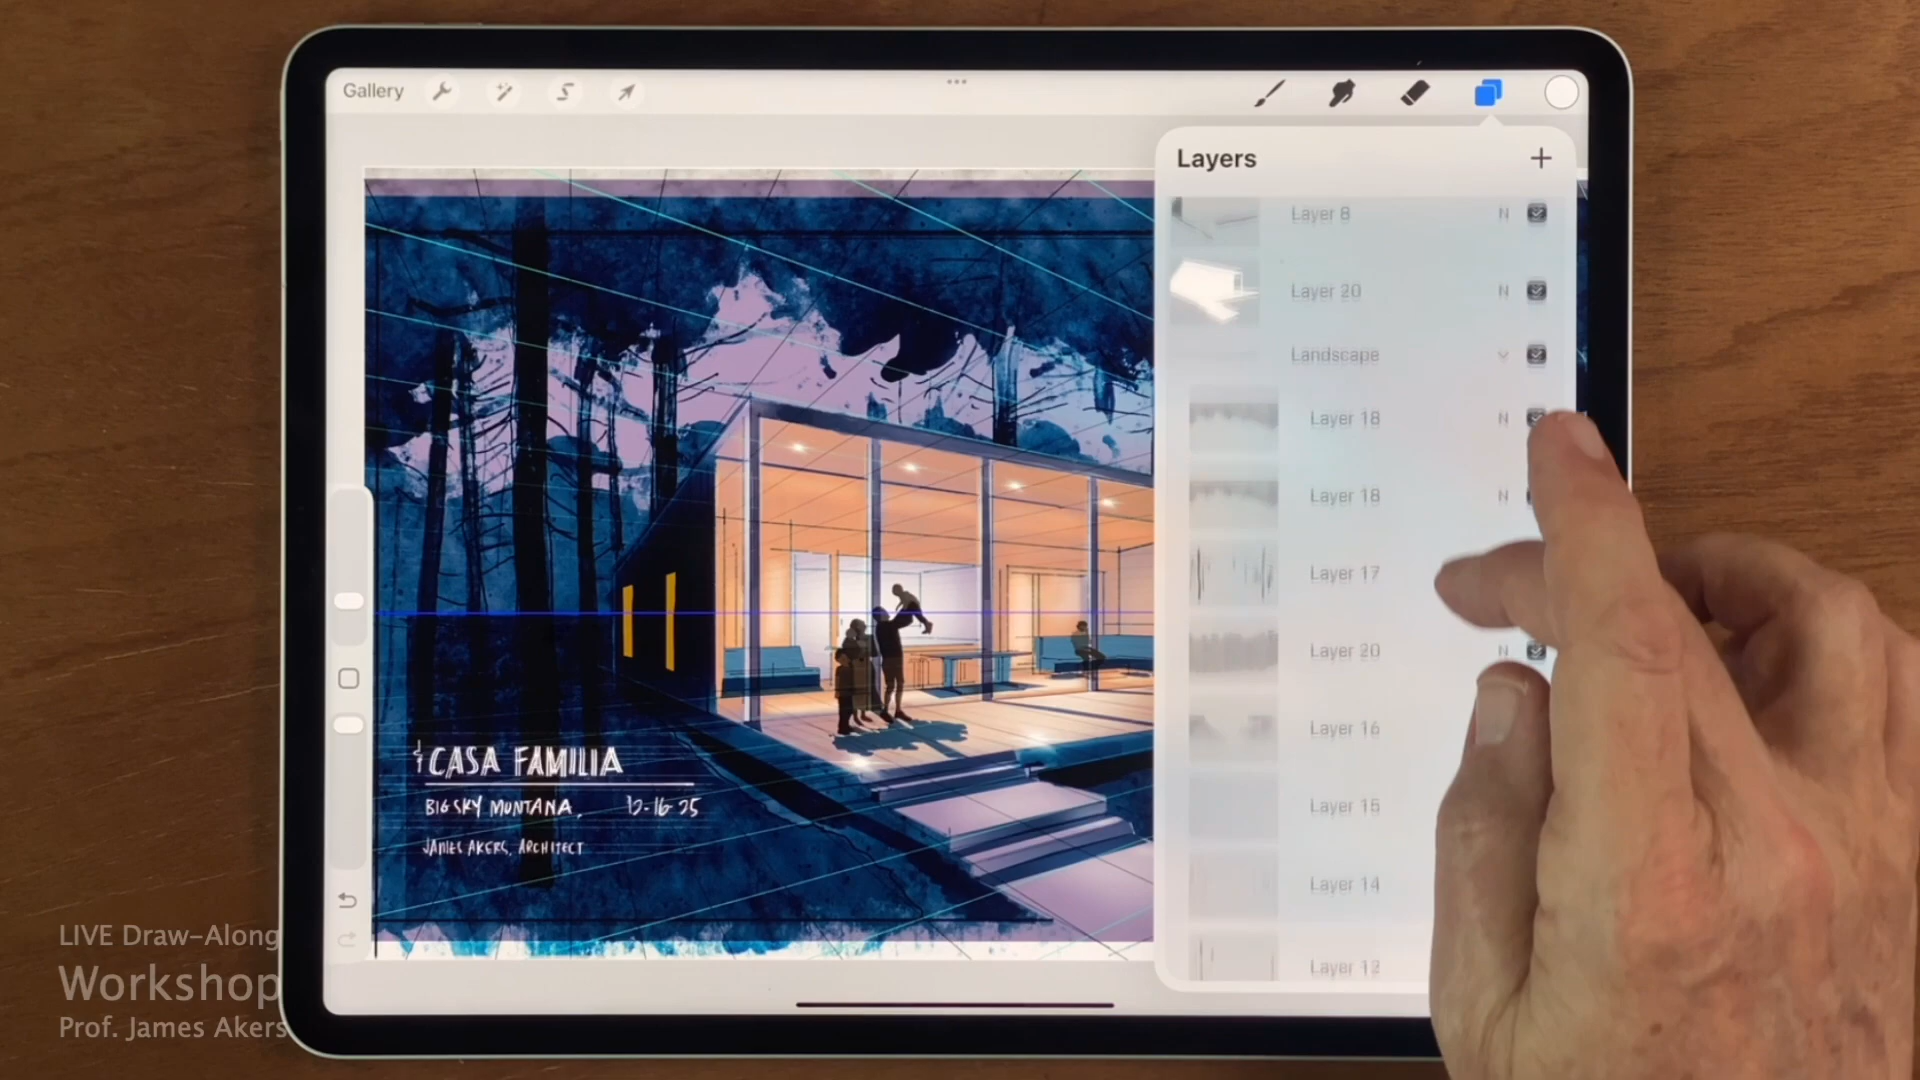 Gallery
Layers
Layer 8 N
Layer 20 N
Landscape
Layer 18 N
Layer 18 N
Layer 17
Layer 20 N
Layer 16
Layer 15
Layer 14
Layer 12
CASA FAMILIA
BIG SKY MONTANA, 12-16-25
JAMES AKERS, ARCHITECT
LIVE Draw-Along
Workshop
Prof. James Akers